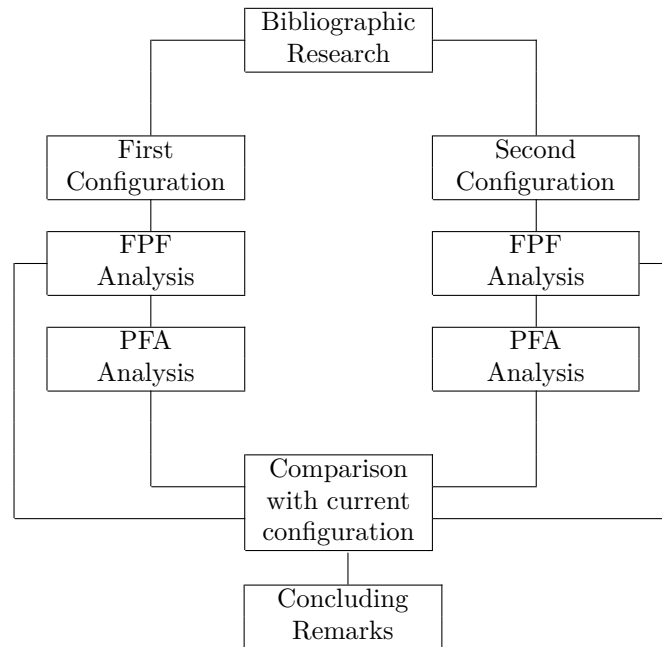 Bibliographic
Research
First
Configuration
Second
Configuration
FPF
Analysis
FPF
Analysis
PFA
Analysis
PFA
Analysis
Comparison
with current
configuration
Concluding
Remarks